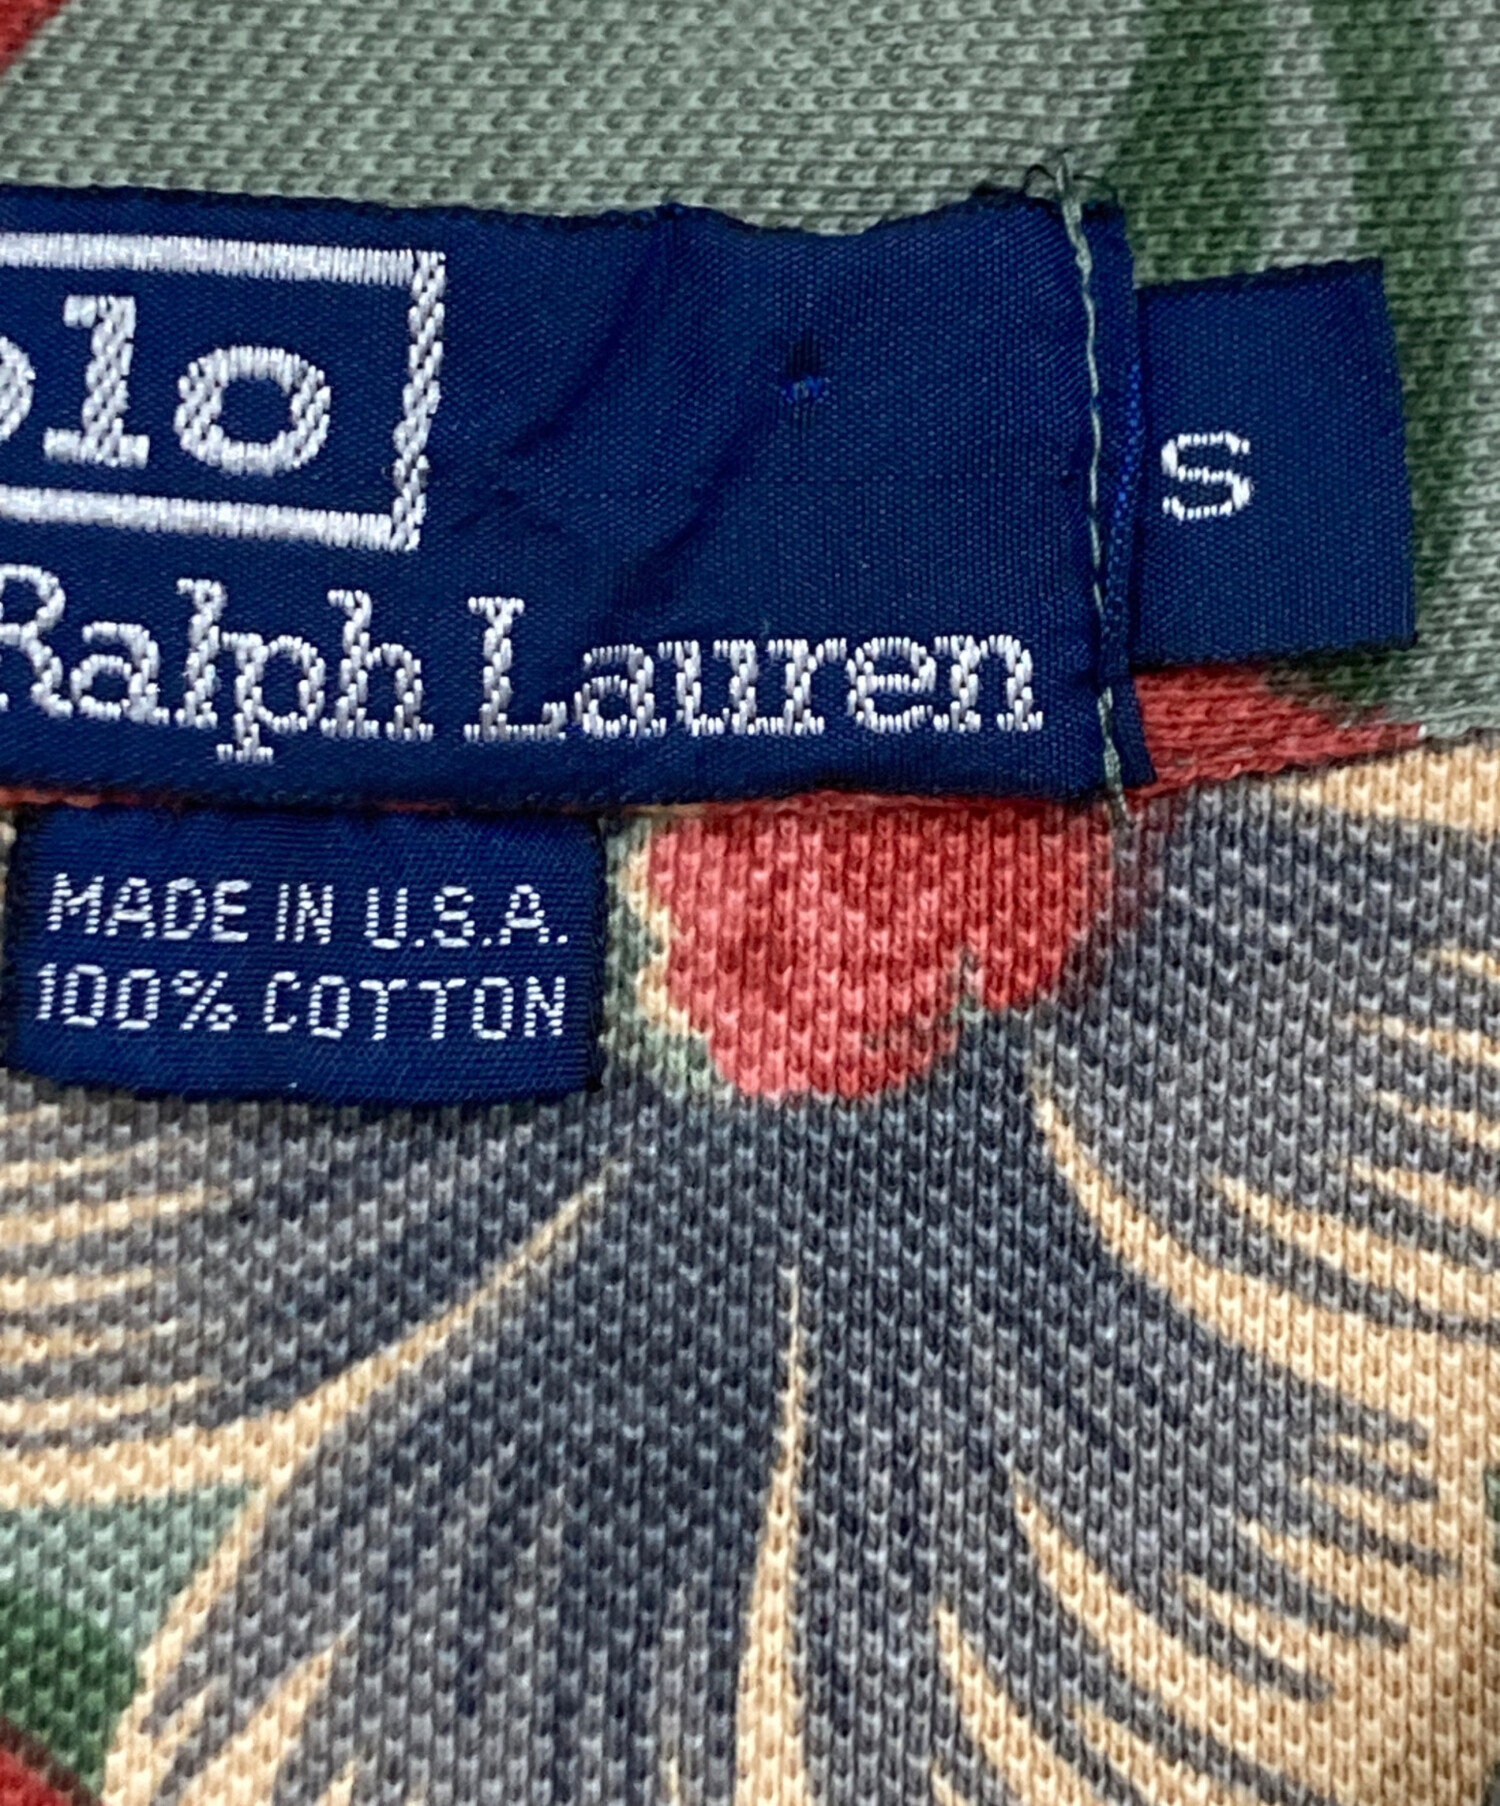 olo
Ralph Lauren
S
MADE IN U.S.A.
100% COTTON